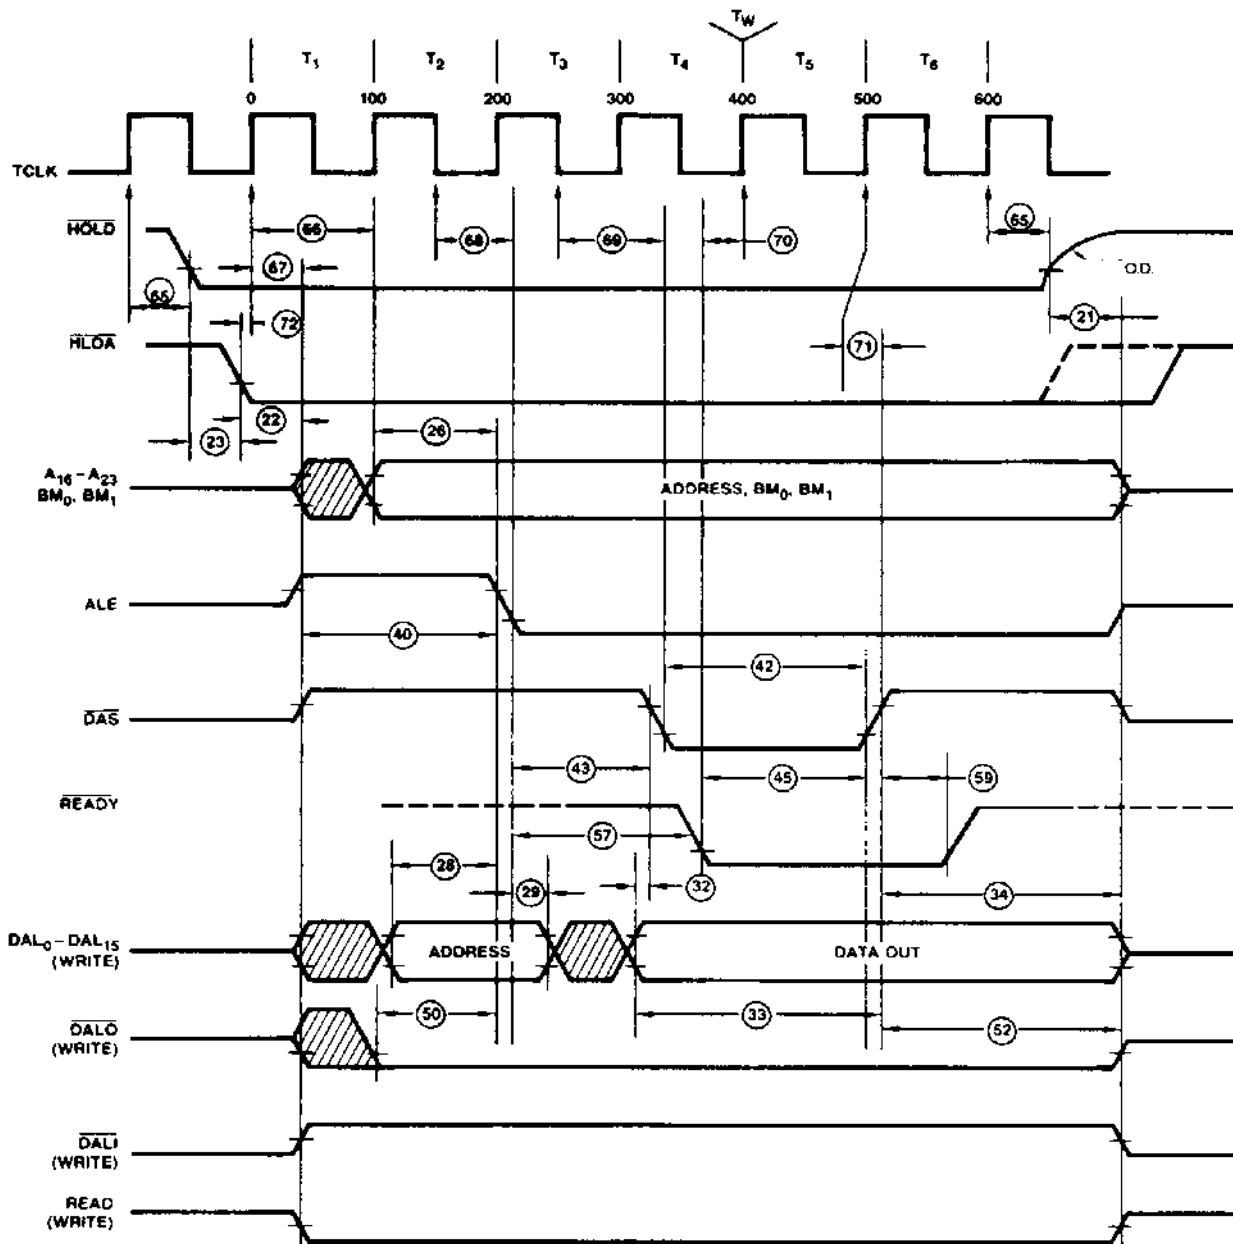 TW
T1 T2 T3 T4 T5 T6
0 100 200 300 400 500 600
TCLK
HOLD
66 68 69 70 65
67
O.D.
65
72
21
HLDA
71
22
23
26
A16 – A23
BM0, BM1
ADDRESS, BM0, BM1
ALE
40
42
DAS
43 45 59
READY
57
28
29 32 34
DAL0 – DAL15
(WRITE)
ADDRESS
DATA OUT
50 33 52
DALO
(WRITE)
DALI
(WRITE)
READ
(WRITE)